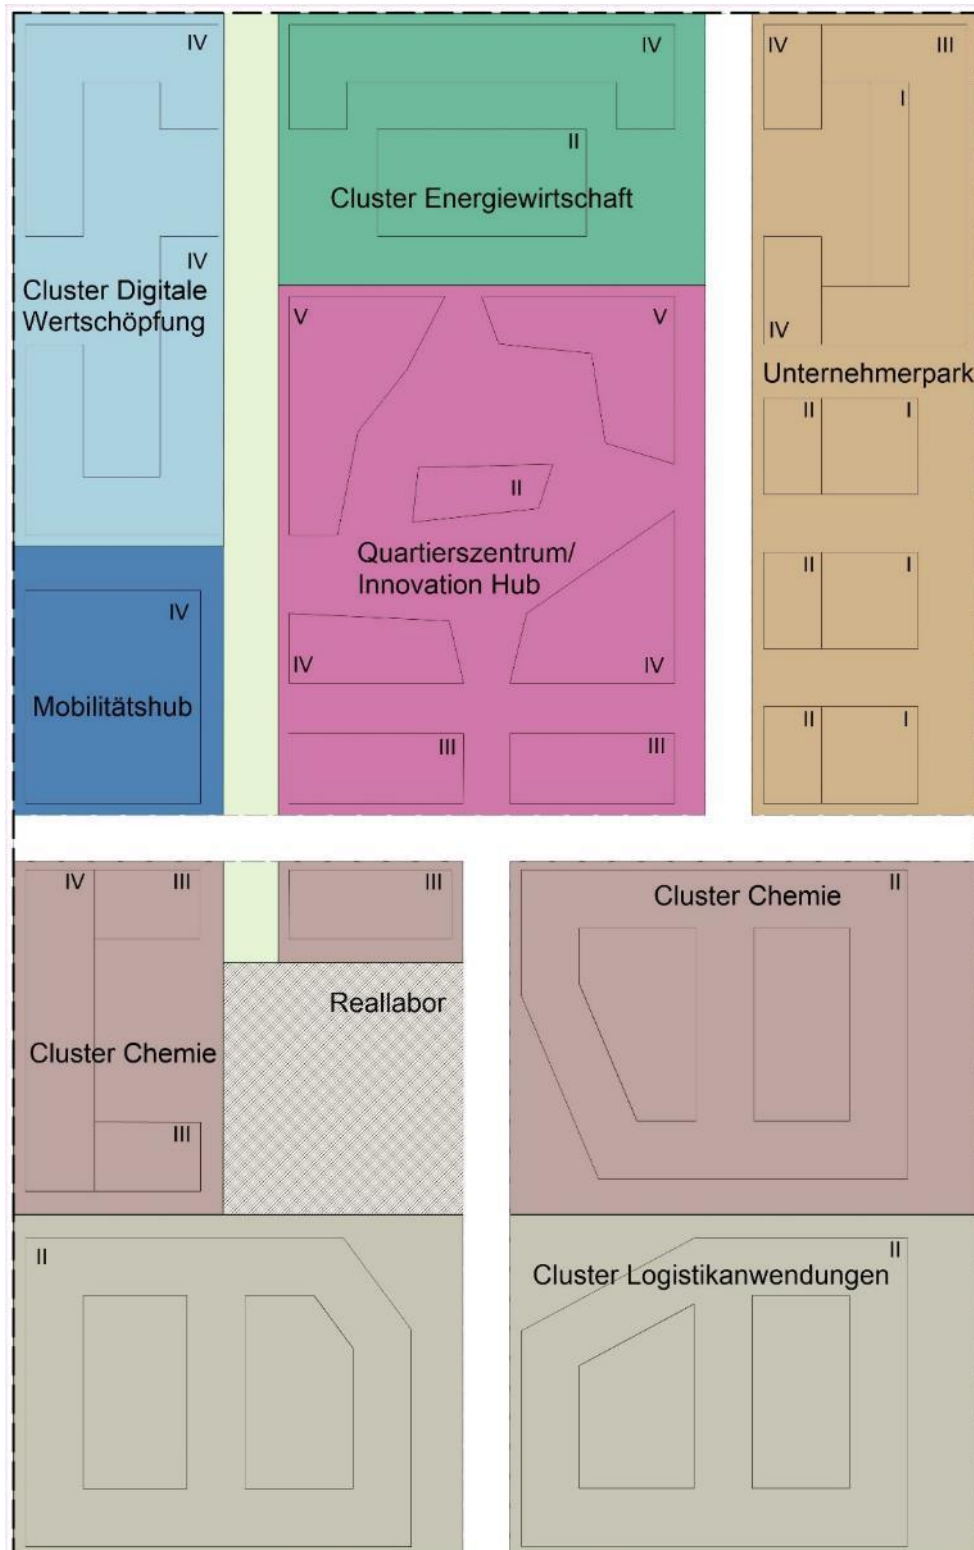 IV
IV
IV
III
I
II
Cluster Energiewirtschaft
IV
Cluster Digitale
Wertschöpfung
V
V
IV
Unternehmerpark
II
I
II
Quartierszentrum/
Innovation Hub
II
I
IV
IV
IV
Mobilitätshub
III
III
II
I
IV
III
III
Cluster Chemie
II
Reallabor
Cluster Chemie
III
II
II
Cluster Logistikanwendungen